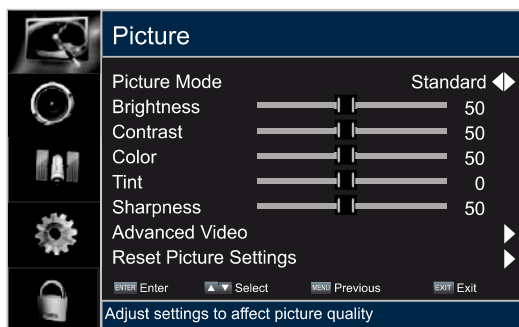 Picture
Picture Mode Standard
Brightness 50
Contrast 50
Color 50
Tint 0
Sharpness 50
Advanced Video
Reset Picture Settings
ENTER Enter Select MENU Previous EXIT Exit
Adjust settings to affect picture quality